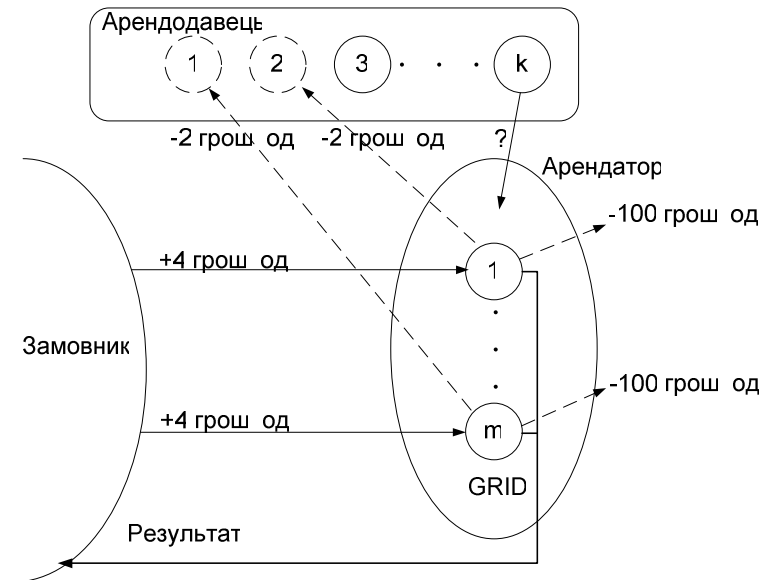 Арендодавець
1 2 3 · · · k
-2 грош од -2 грош од ?
Арендатор
-100 грош од
+4 грош од 1
Замовник
-100 грош од
+4 грош од m
GRID
Результат